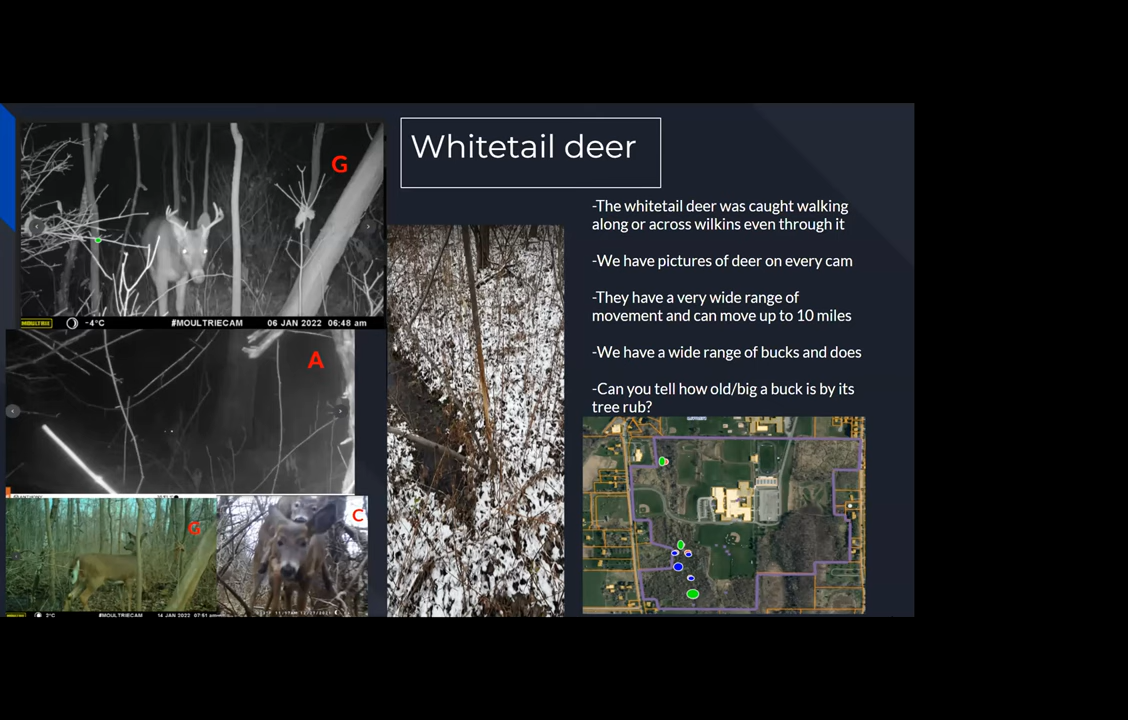 Whitetail deer
G
MOULTRIE -4°C #MOULTRIECAM 06 JAN 2022 06:48 am
A
G
2°C #MOULTRIECAM 14 JAN 2022 07:51
C
-The whitetail deer was caught walking
along or across wilkins even through it
-We have pictures of deer on every cam
-They have a very wide range of
movement and can move up to 10 miles
-We have a wide range of bucks and does
-Can you tell how old/big a buck is by its
tree rub?